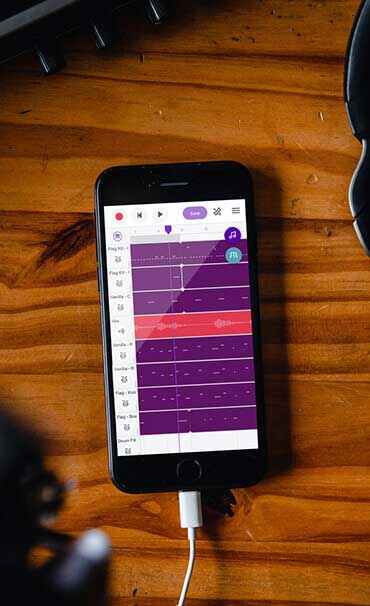 Save
Flag Kit - I
Flag Kit - I
Vanilla - C
Vox
Vanilla - R
Vanilla - R
Flag - Kick
Flag - Sna
Drum Fill